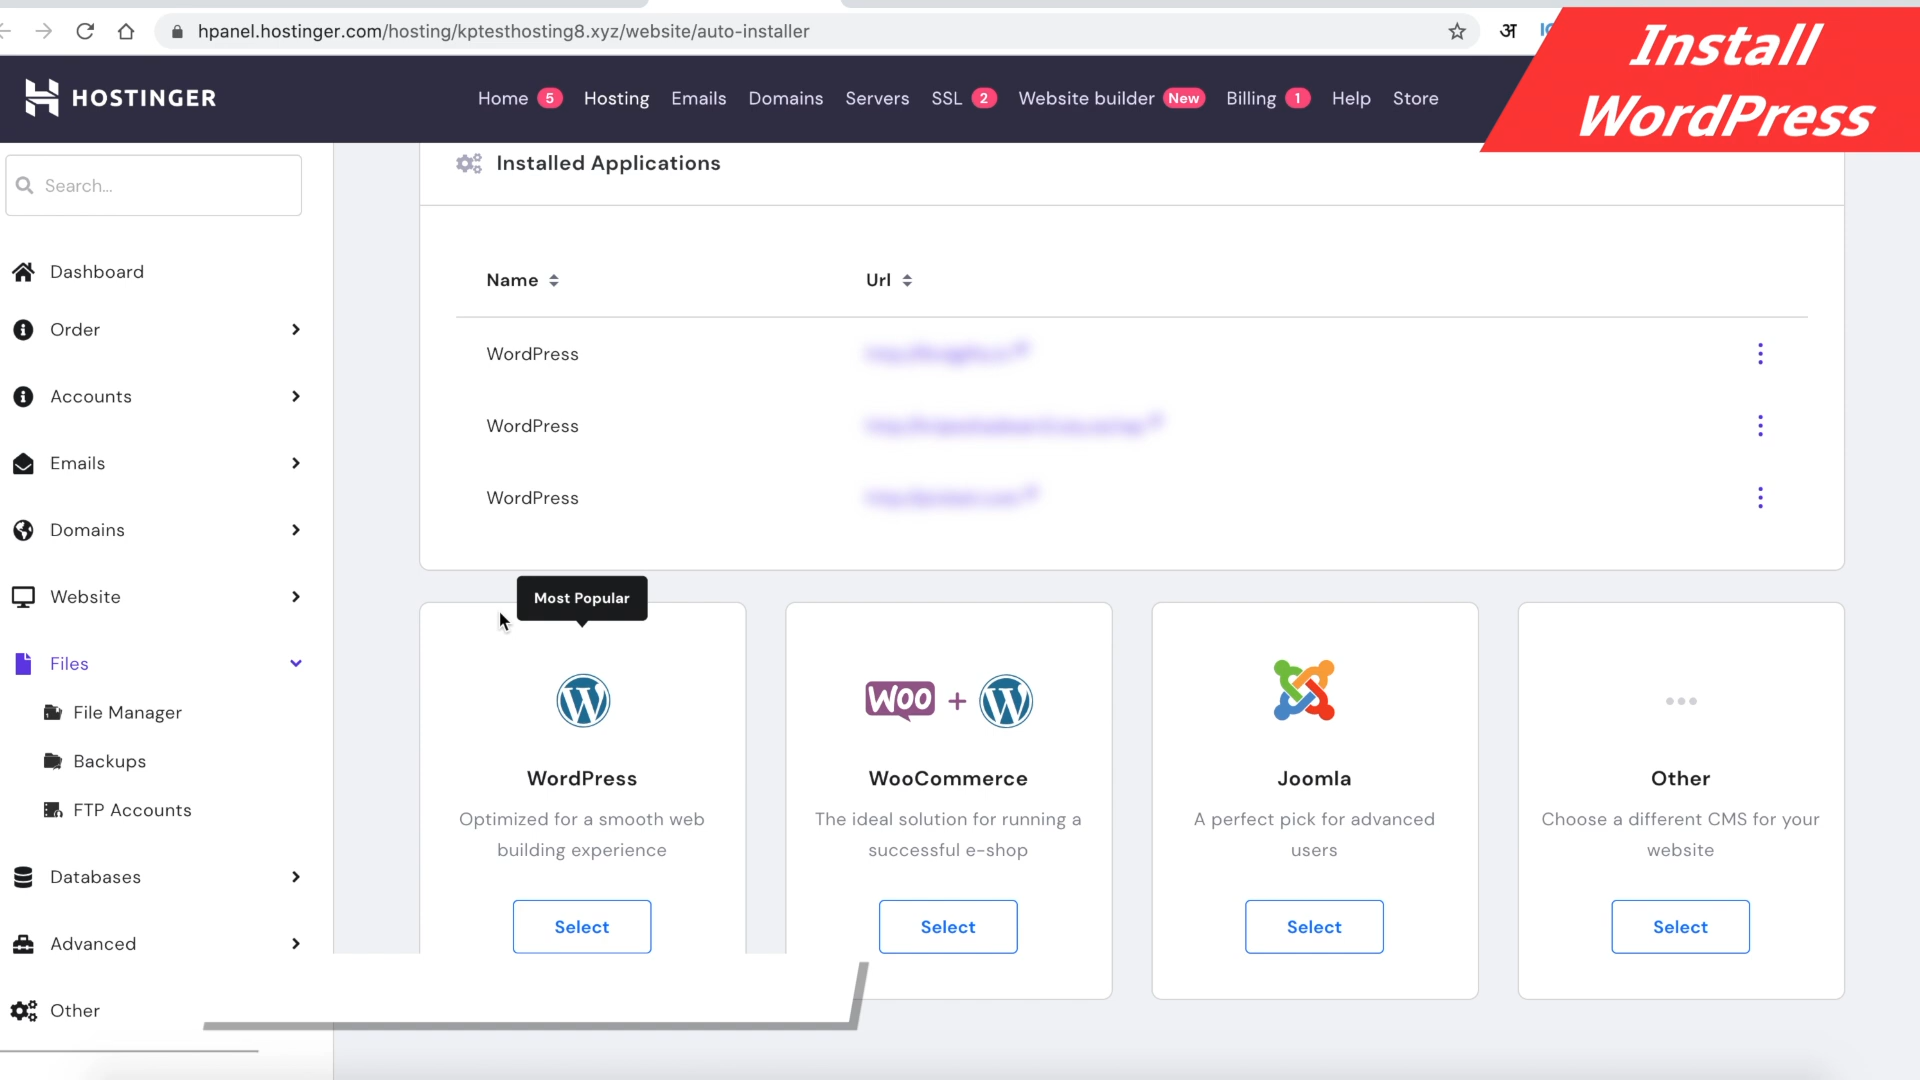 hpanel.hostinger.com/hosting/kptesthosting8.xyz/website/auto-installer
अ
Install
WordPress
HOSTINGER
Home 5 Hosting Emails Domains Servers SSL 2 Website builder New Billing 1 Help Store
Search...
Dashboard
Order
Accounts
Emails
Domains
Website
Files
File Manager
Backups
FTP Accounts
Databases
Advanced
Other
Installed Applications
Name Url
WordPress
WordPress
WordPress
Most Popular
WordPress
Optimized for a smooth web
building experience
Select
WOO + W
WooCommerce
The ideal solution for running a
successful e-shop
Select
Joomla
A perfect pick for advanced
users
Select
Other
Choose a different CMS for your
website
Select